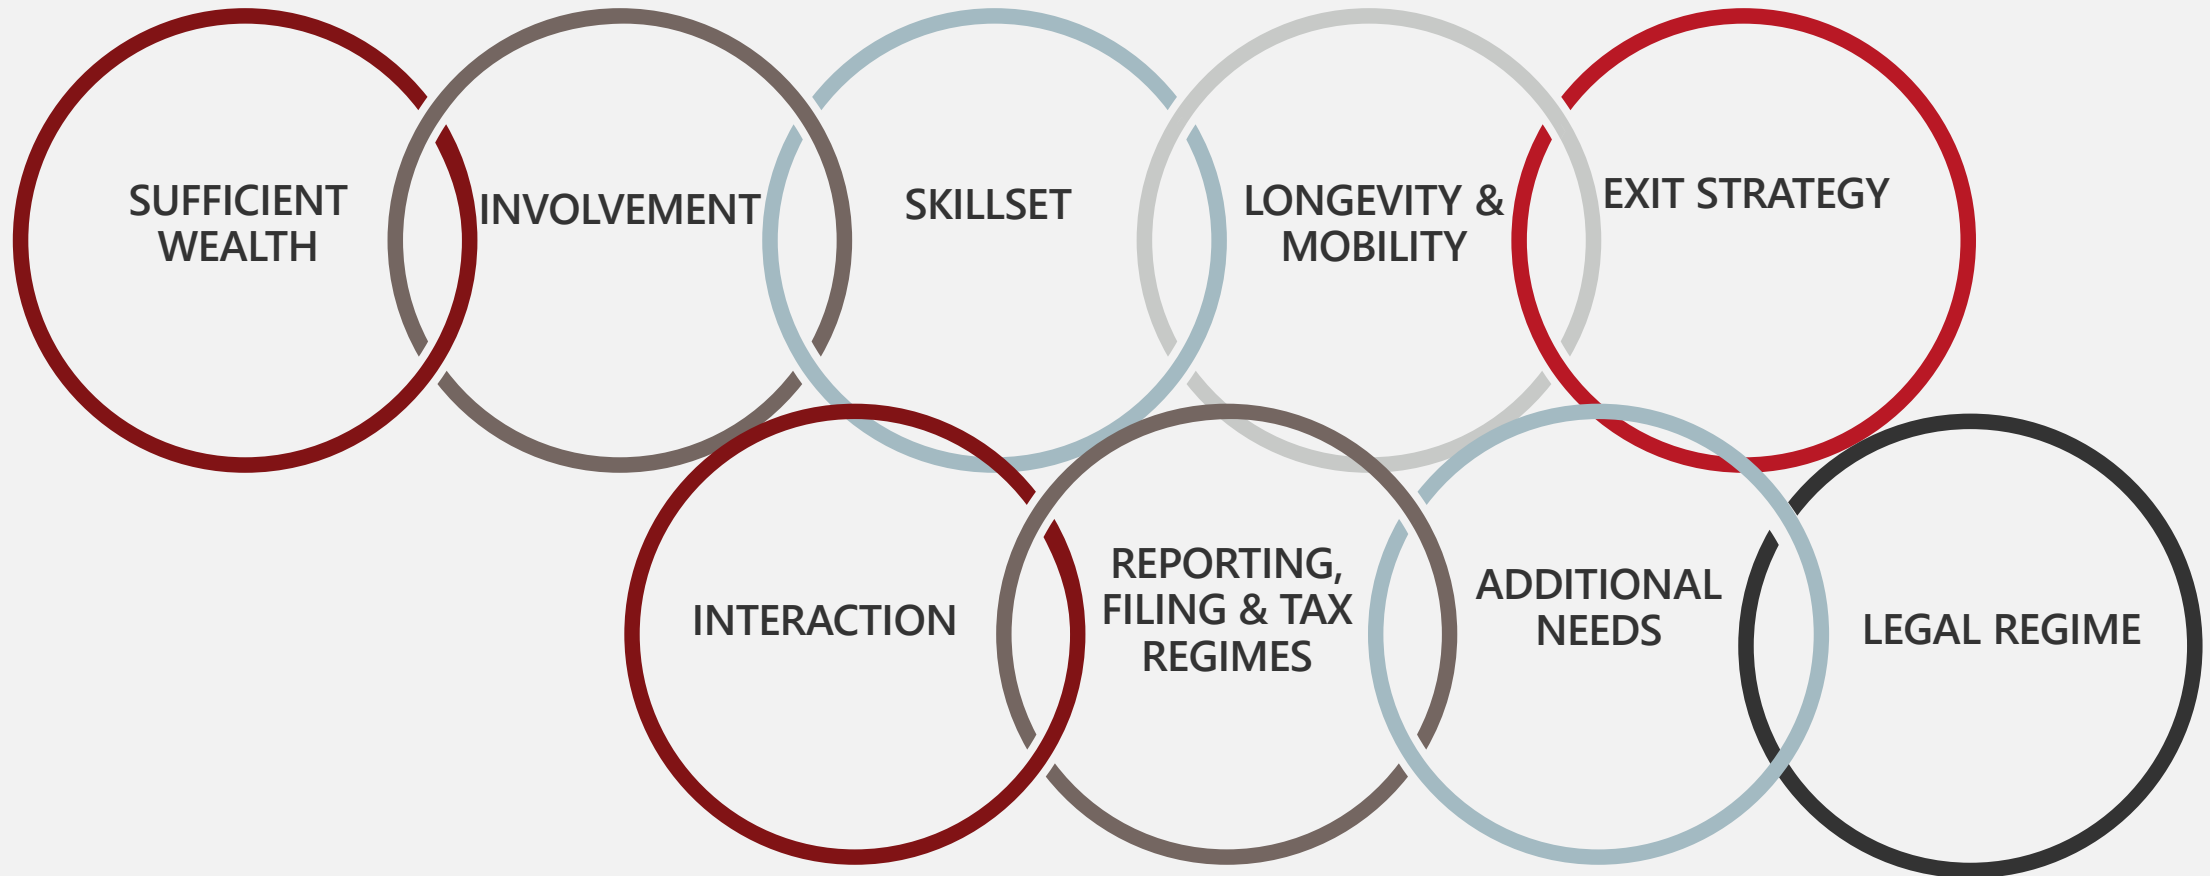 SUFFICIENT
WEALTH
INVOLVEMENT
SKILLSET
LONGEVITY &
MOBILITY
EXIT STRATEGY
INTERACTION
REPORTING,
FILING & TAX
REGIMES
ADDITIONAL
NEEDS
LEGAL REGIME